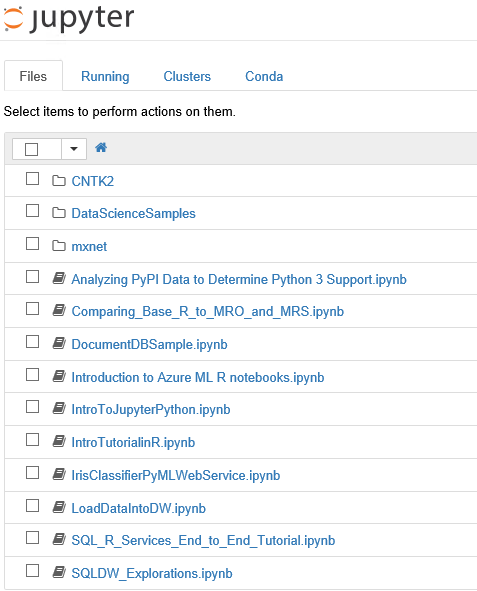 jupyter
Files Running Clusters Conda
Select items to perform actions on them.
CNTK2
DataScienceSamples
mxnet
Analyzing PyPI Data to Determine Python 3 Support.ipynb
Comparing_Base_R_to_MRO_and_MRS.ipynb
DocumentDBSample.ipynb
Introduction to Azure ML R notebooks.ipynb
IntroToJupyterPython.ipynb
IntroTutorialinR.ipynb
IrisClassifierPyMLWebService.ipynb
LoadDataIntoDW.ipynb
SQL_R_Services_End_to_End_Tutorial.ipynb
SQLDW_Explorations.ipynb